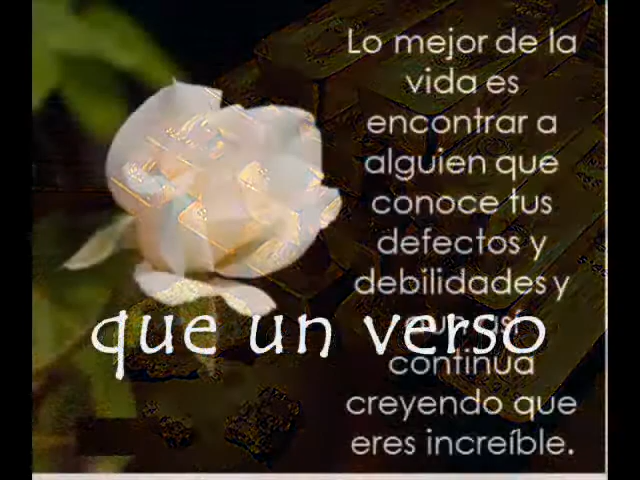 Lo mejor de la
vida es
encontrar a
alguien que
conoce tus
defectos y
debilidades y
que un verso
continua
creyendo que
eres increíble.